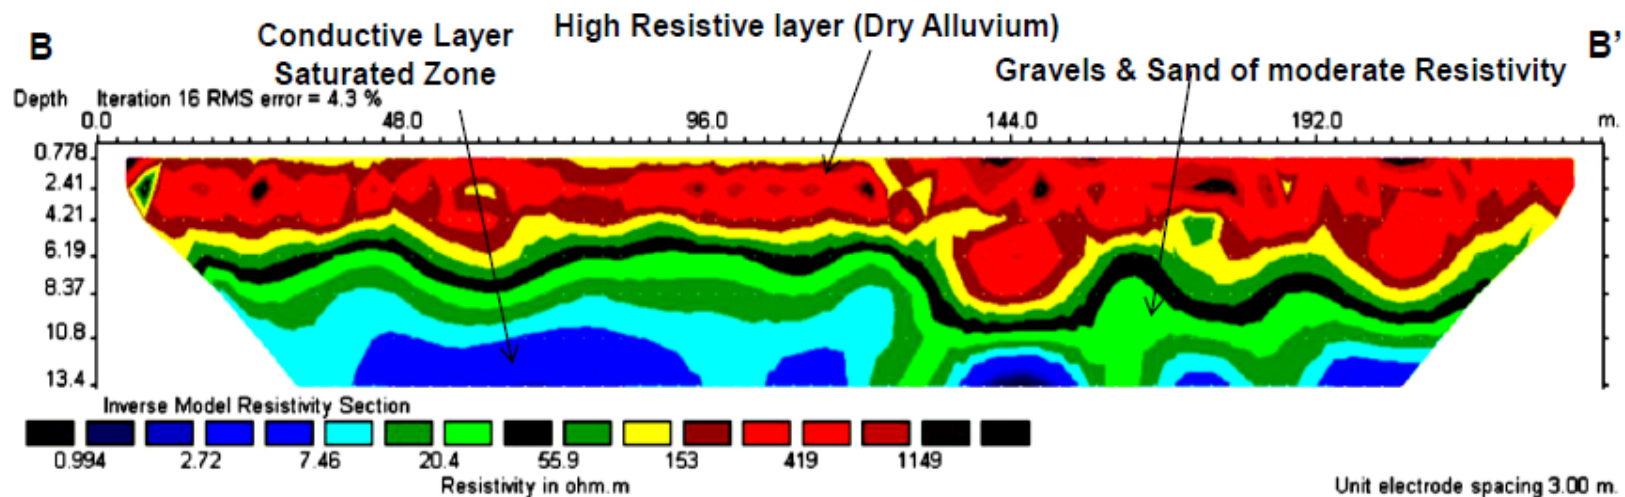 B
Conductive Layer
Saturated Zone
High Resistive layer (Dry Alluvium)
B’
Gravels & Sand of moderate Resistivity
Depth Iteration 16 RMS error = 4.3 %
0.0 48.0 96.0 144.0 192.0 m.
0.778
2.41
4.21
6.19
8.37
10.8
13.4
Inverse Model Resistivity Section
0.994 2.72 7.46 20.4 55.9 153 419 1149
Resistivity in ohm.m
Unit electrode spacing 3.00 m.